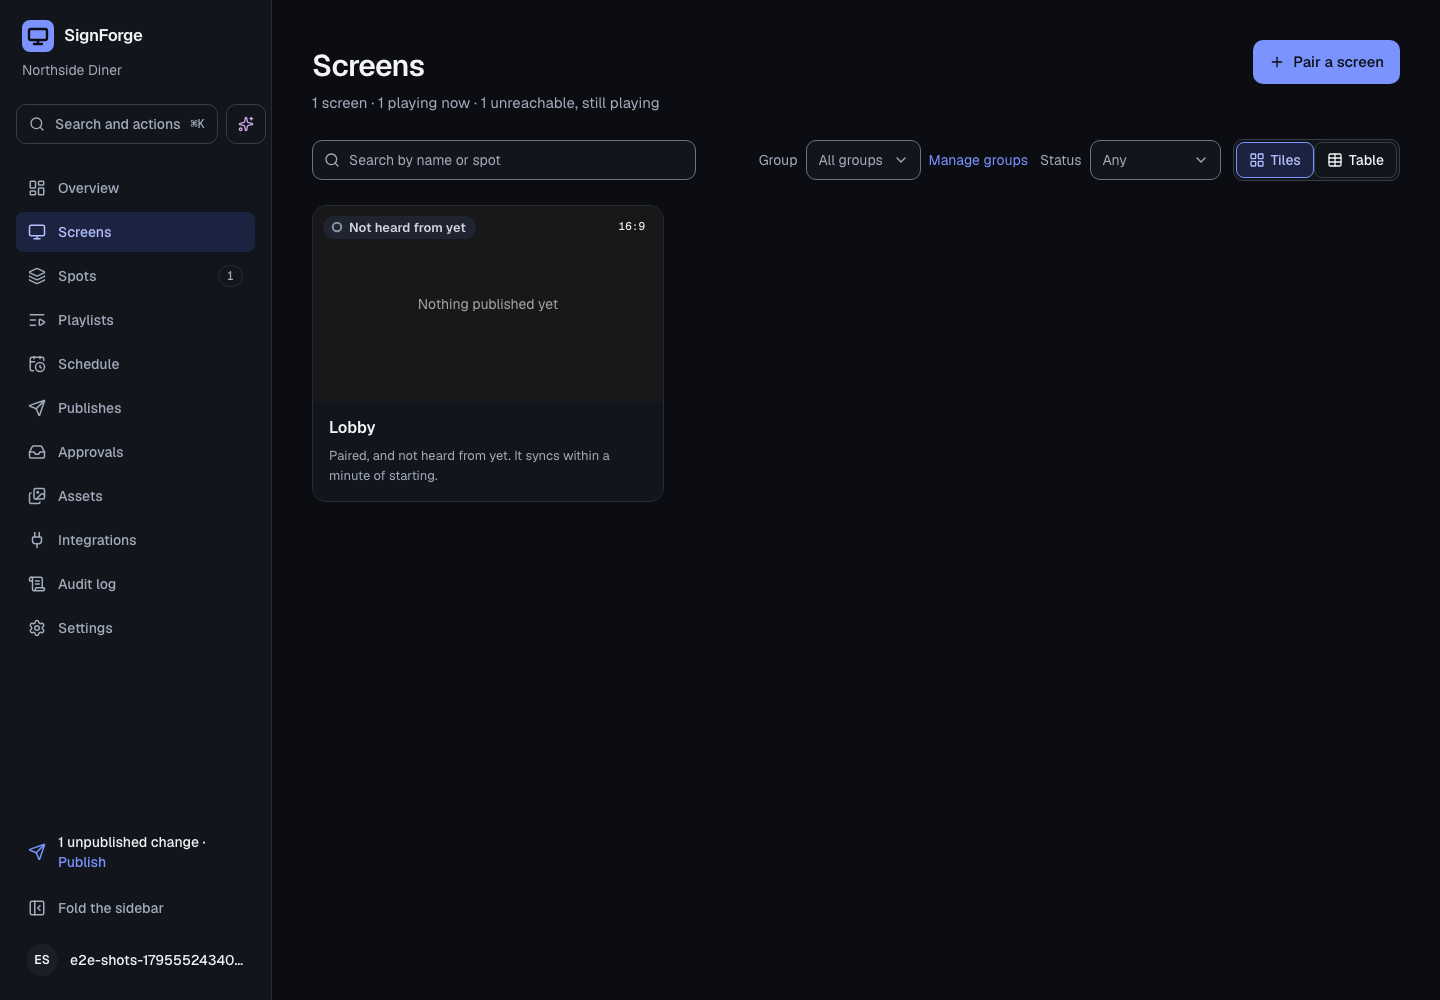 SignForge
Northside Diner
Search and actions ⌘K
Overview
Screens
Spots 1
Playlists
Schedule
Publishes
Approvals
Assets
Integrations
Audit log
Settings
1 unpublished change ·
Publish
Fold the sidebar
ES e2e-shots-17955524340...
Screens
Pair a screen
1 screen · 1 playing now · 1 unreachable, still playing
Search by name or spot
Group All groups Manage groups Status Any Tiles Table
Not heard from yet 16:9
Nothing published yet
Lobby
Paired, and not heard from yet. It syncs within a
minute of starting.